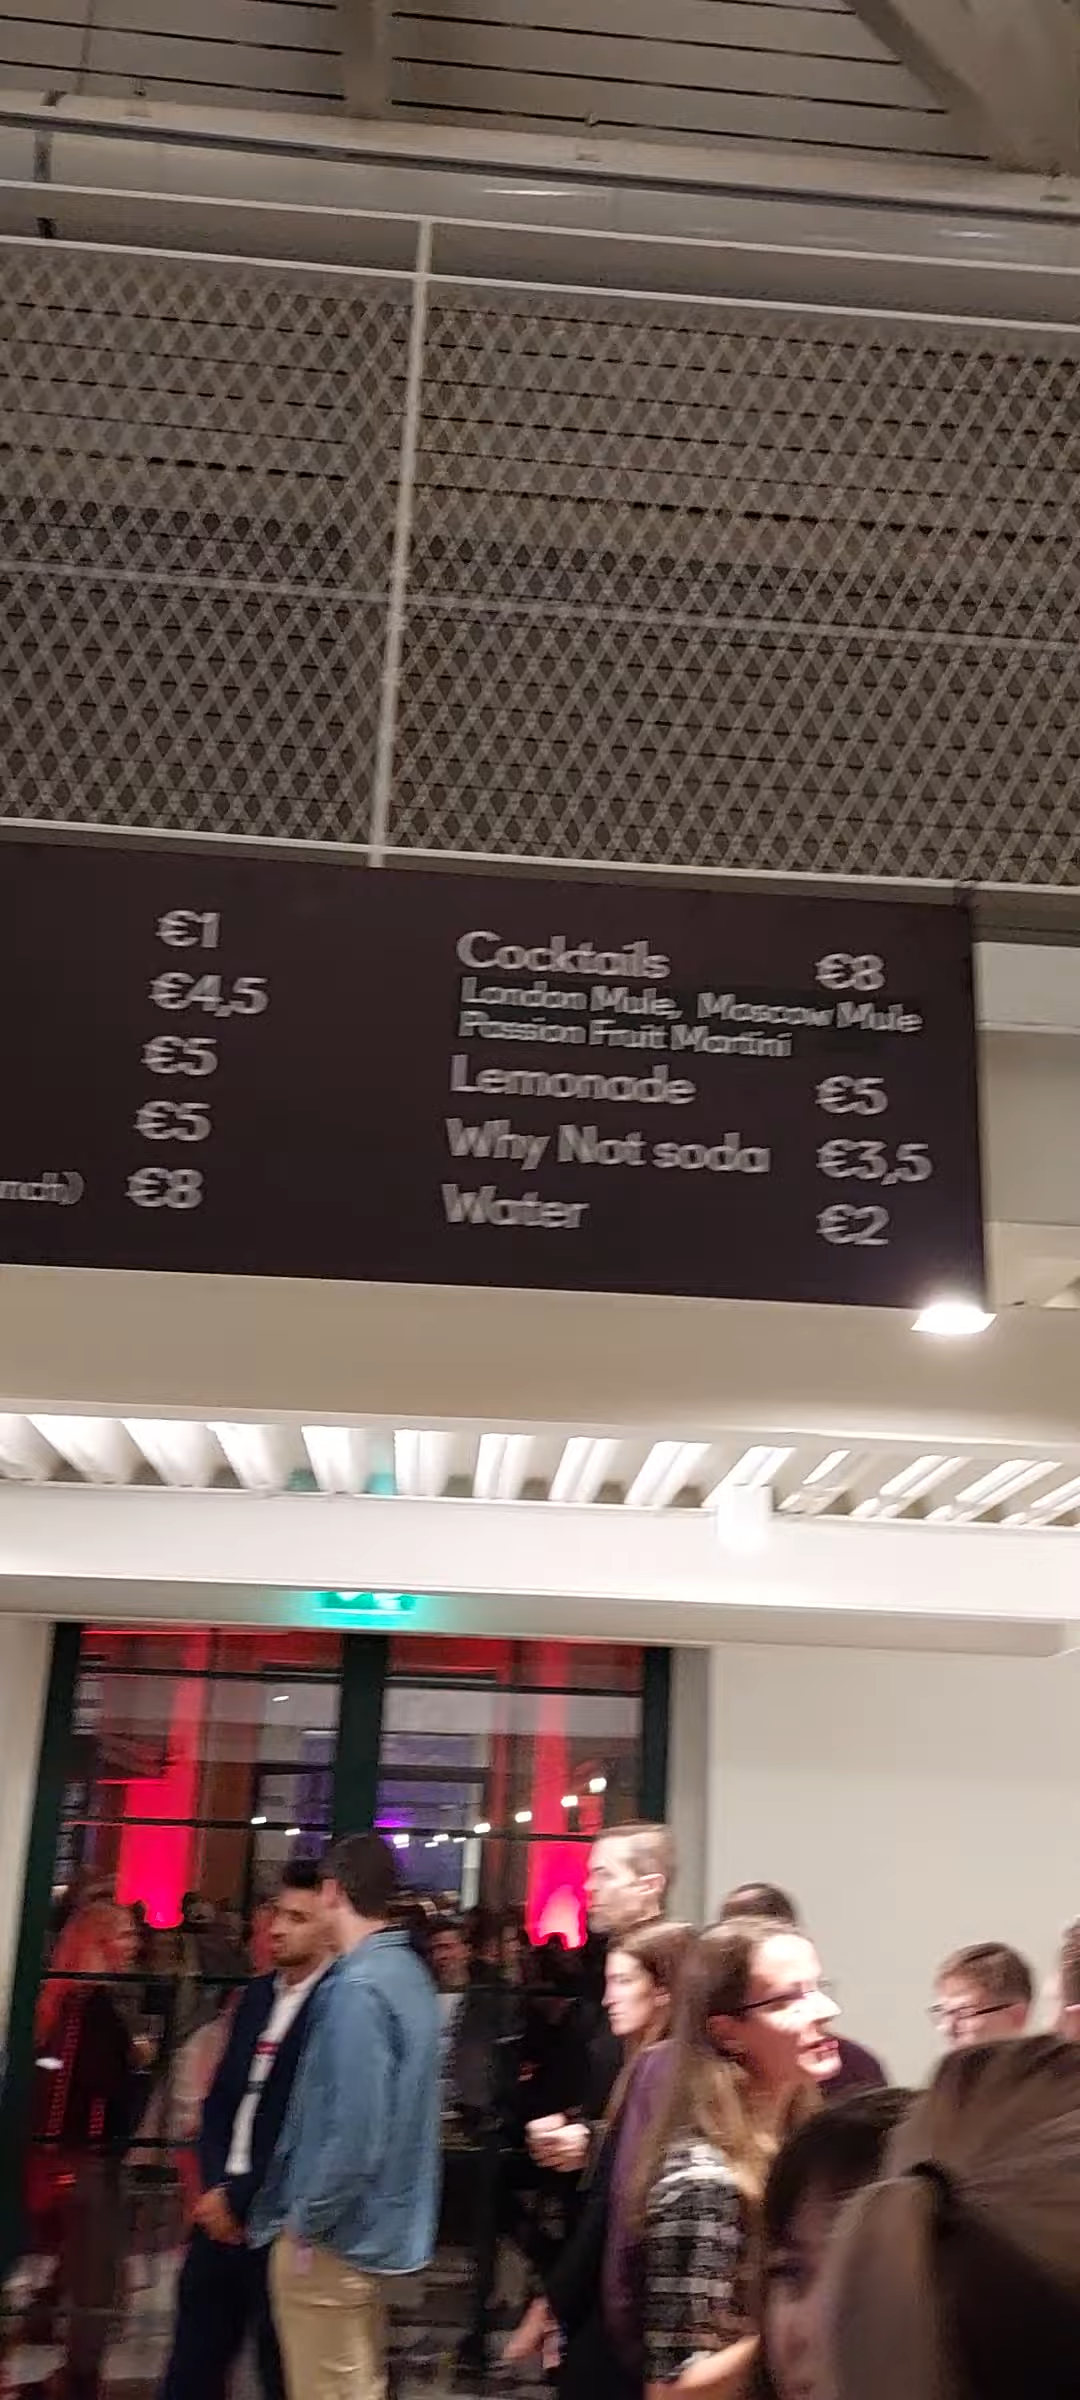 €1
€4,5
€5
€5
€8
Cocktails €8
London Mule, Moscow Mule
Passion Fruit Martini
Lemonade €5
Why Not soda €3,5
Water €2